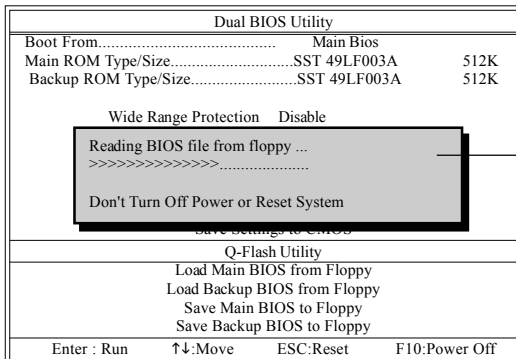 Dual BIOS Utility
Boot From.......................................... Main Bios
Main ROM Type/Size.............................SST 49LF003A 512K
Backup ROM Type/Size.........................SST 49LF003A 512K
Wide Range Protection Disable
Reading BIOS file from floppy ...
>>>>>>>>>>>>>>.....................
Don't Turn Off Power or Reset System
Save Settings to CMOS
Q-Flash Utility
Load Main BIOS from Floppy
Load Backup BIOS from Floppy
Save Main BIOS to Floppy
Save Backup BIOS to Floppy
Enter : Run ↑↓:Move ESC:Reset F10:Power Off